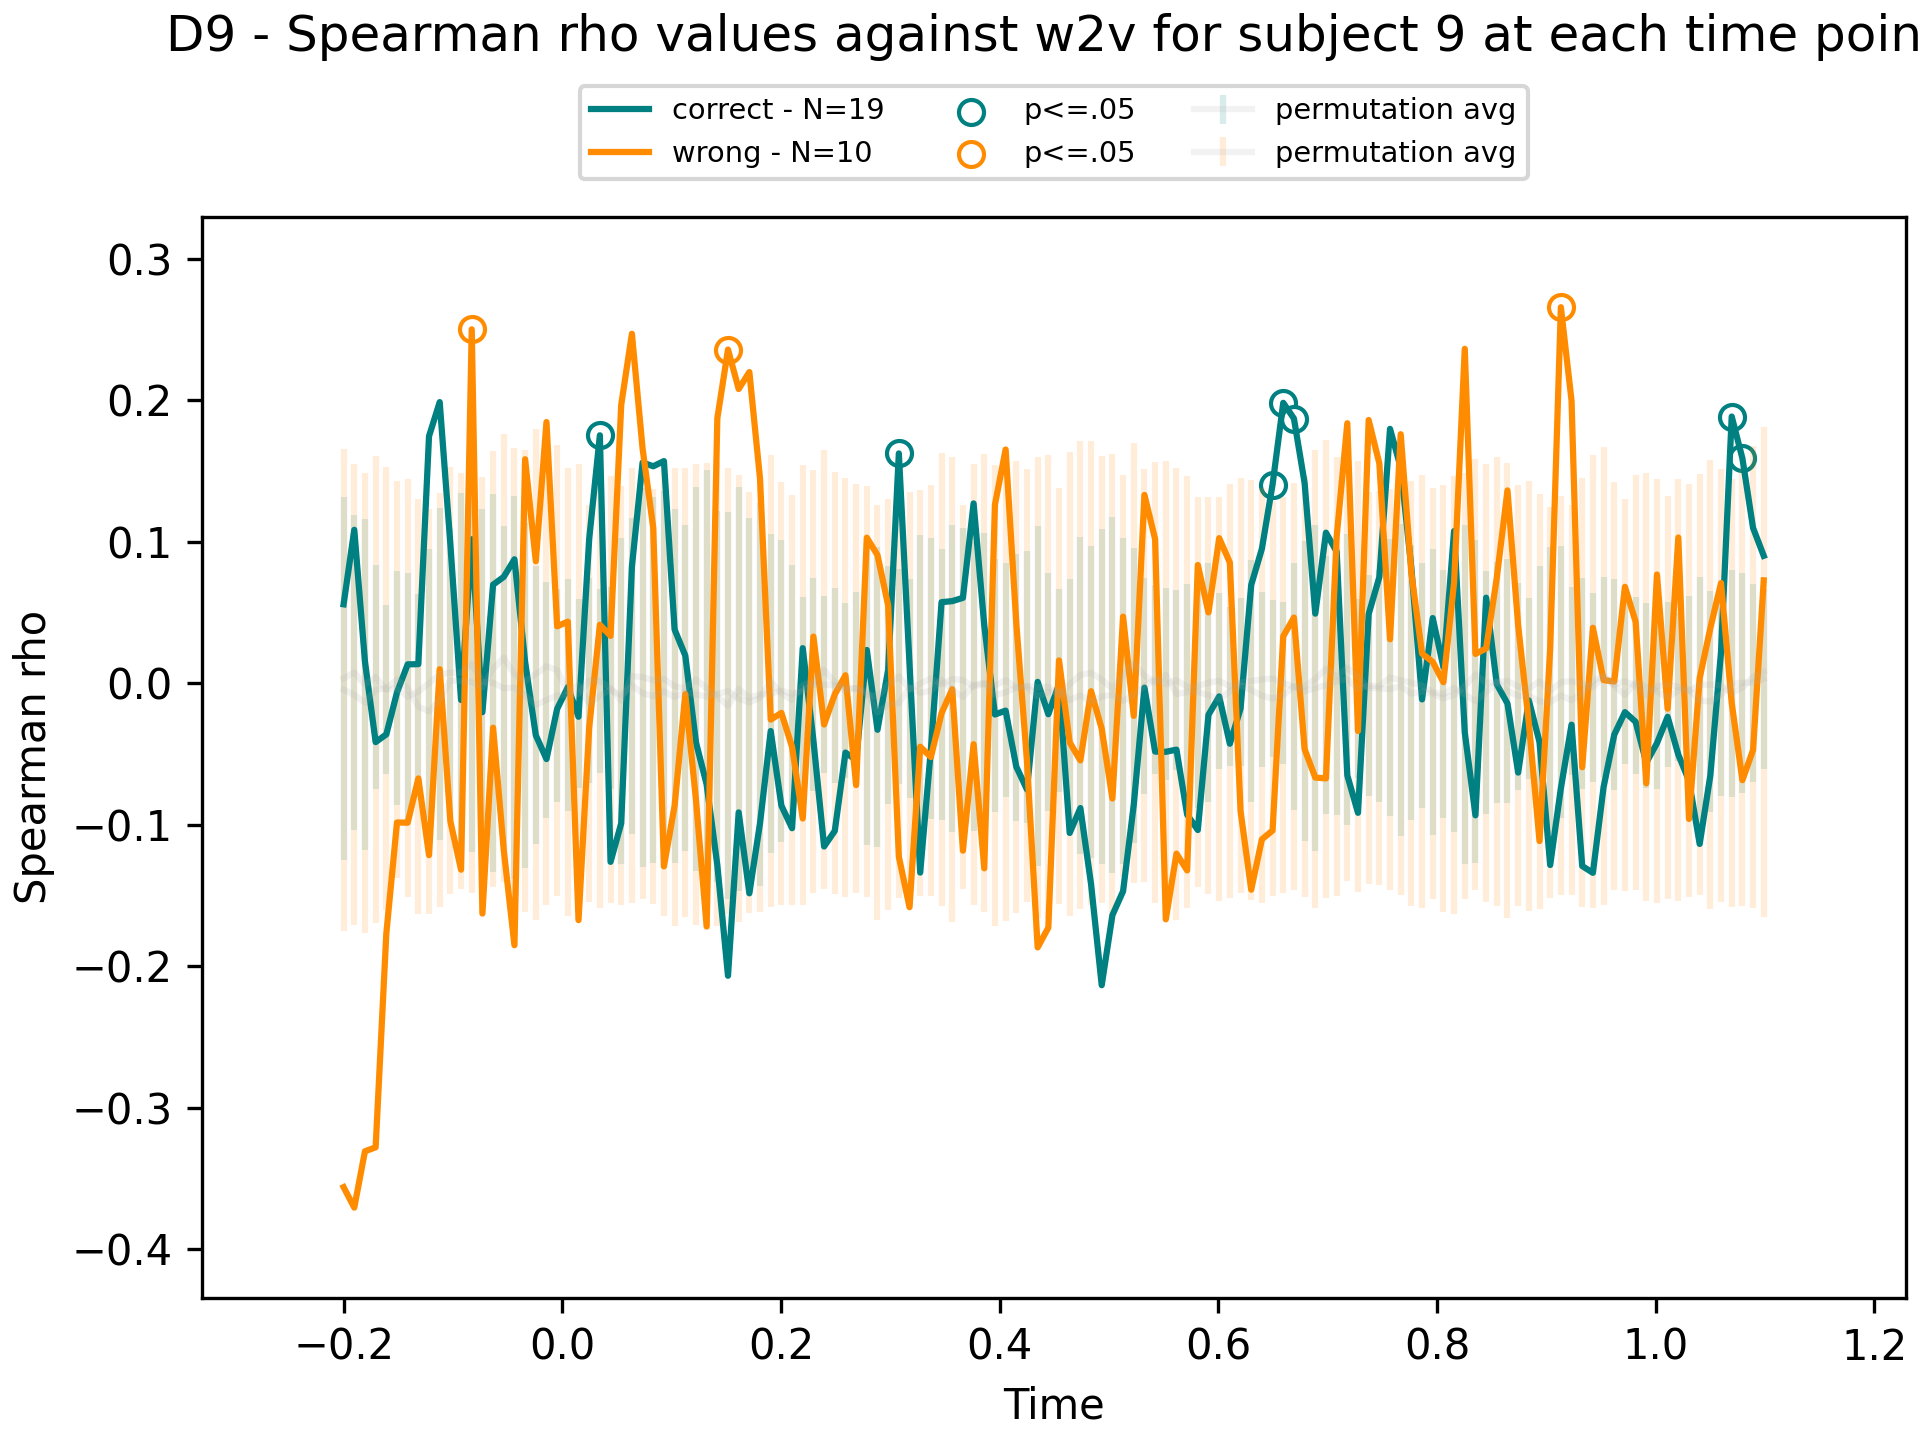 D9 - Spearman rho values against w2v for subject 9 at each time poin
correct - N=19
wrong - N=10
p<=.05
p<=.05
permutation avg
permutation avg
Spearman rho
0.3
0.2
0.1
0.0
−0.1
−0.2
−0.3
−0.4
−0.2 0.0 0.2 0.4 0.6 0.8 1.0 1.2
Time